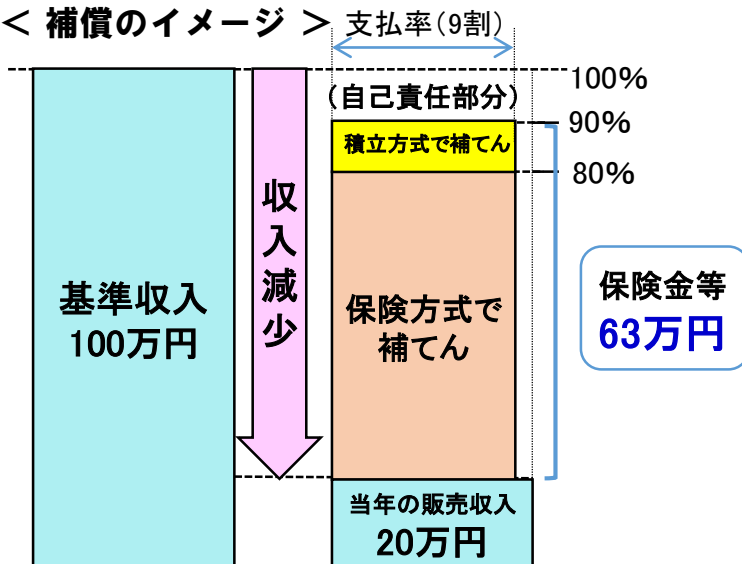 ＜ 補償のイメージ ＞
支払率（9割）
100%
（自己責任部分）
90%
積立方式で補てん
80%
収入減少
基準収入
100万円
保険方式で
補てん
保険金等
63万円
当年の販売収入
20万円